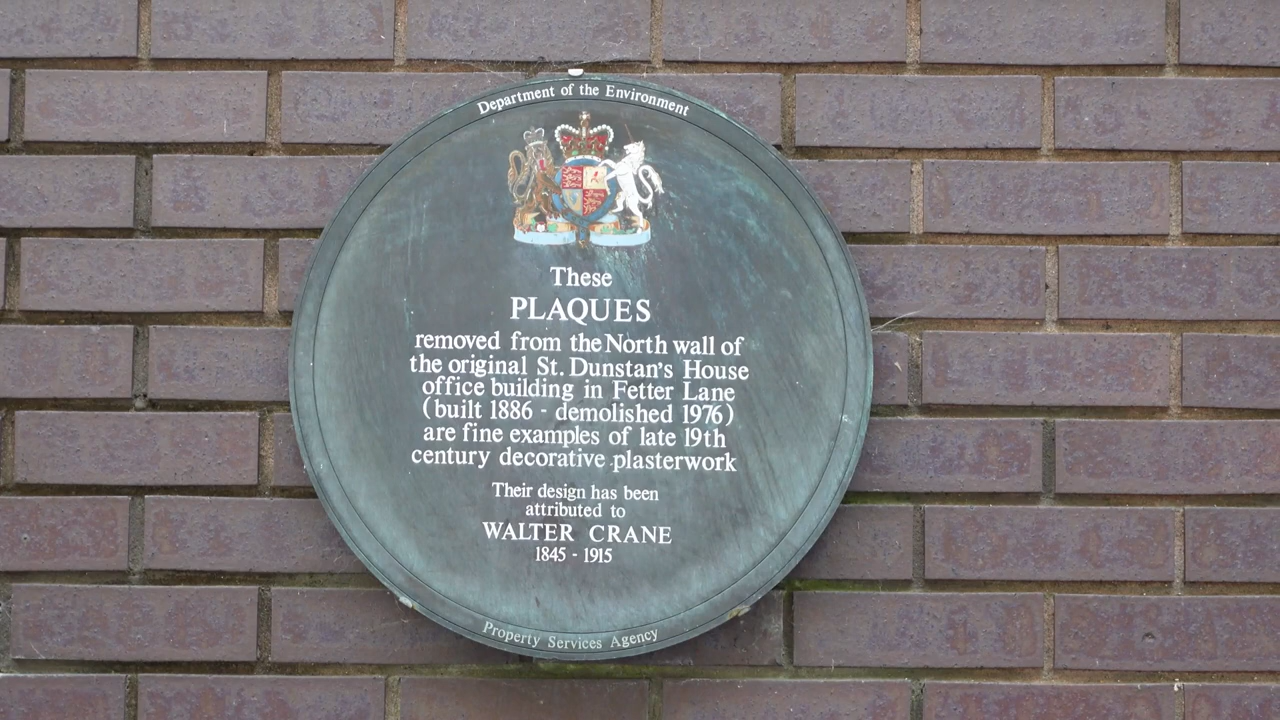 Department of the Environment
These
PLAQUES
removed from the North wall of
the original St. Dunstan's House
office building in Fetter Lane
(built 1886 - demolished 1976)
are fine examples of late 19th
century decorative plasterwork
Their design has been
attributed to
WALTER CRANE
1845 - 1915
Property Services Agency